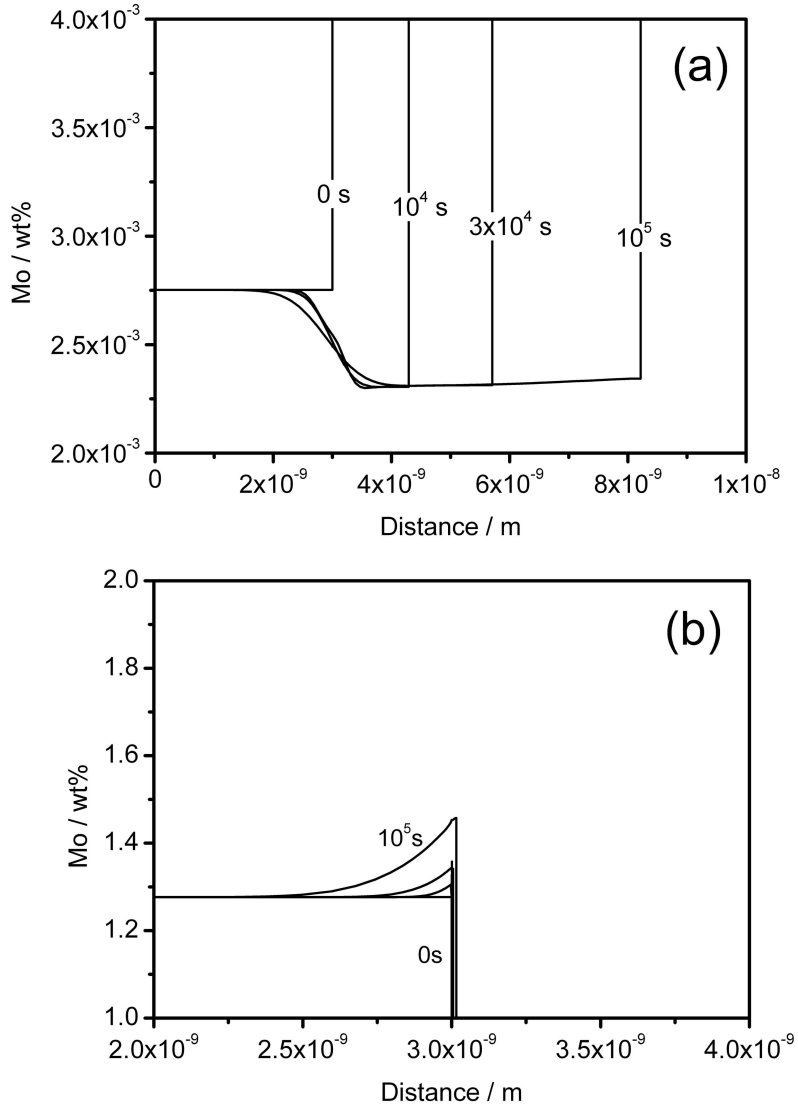 4.0x10⁻³
(a)
3.5x10⁻³
0 s
10⁴ s
3x10⁴ s
10⁵ s
3.0x10⁻³
Mo / wt%
2.5x10⁻³
2.0x10⁻³
0
2x10⁻⁹
4x10⁻⁹
6x10⁻⁹
8x10⁻⁹
1x10⁻⁸
Distance / m
2.0
(b)
1.8
1.6
Mo / wt%
1.4
10⁵s
1.2
0s
1.0
2.0x10⁻⁹
2.5x10⁻⁹
3.0x10⁻⁹
3.5x10⁻⁹
4.0x10⁻⁹
Distance / m